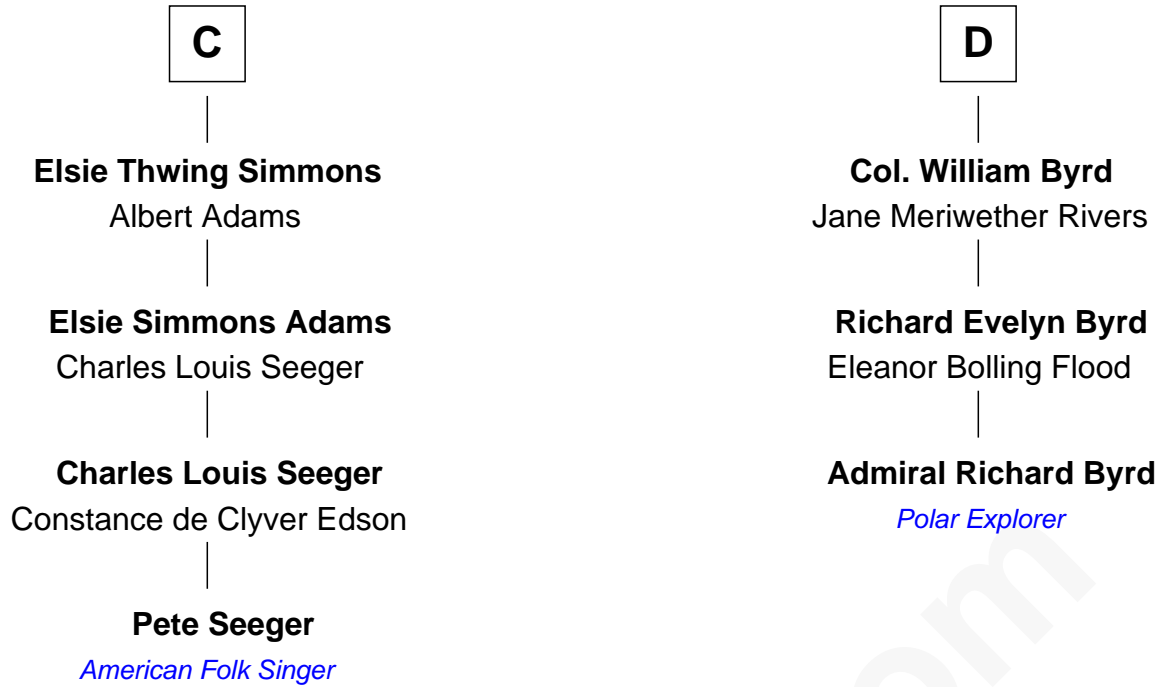 C
Elsie Thwing Simmons
Albert Adams
Elsie Simmons Adams
Charles Louis Seeger
Charles Louis Seeger
Constance de Clyver Edson
Pete Seeger
American Folk Singer
D
Col. William Byrd
Jane Meriwether Rivers
Richard Evelyn Byrd
Eleanor Bolling Flood
Admiral Richard Byrd
Polar Explorer
om